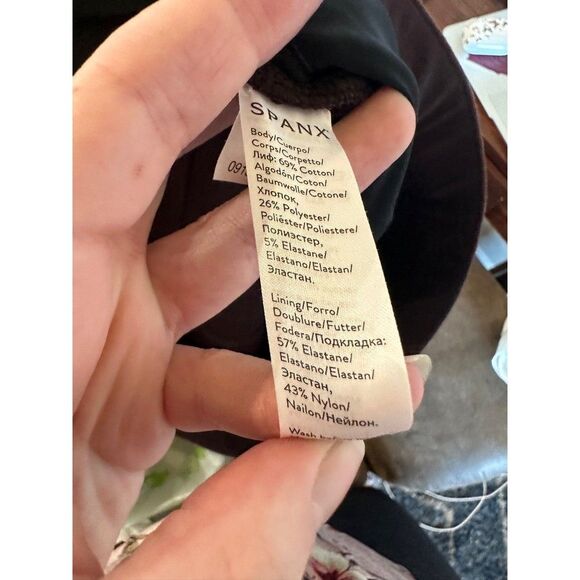 SPANX
Body/Cuerpo/
Corps/Corpetto/
Лиф: 69% Cotton/
Algodón/Coton/
Baumwolle/Cotone/
Хлопок,
26% Polyester/
Poliéster/Poliestere/
Полиэстер,
5% Elastane/
Elastano/Elastan/
Эластан.
Lining/Forro/
Doublure/Futter/
Fodera/Подкладка:
57% Elastane/
Elastano/Elastan/
Эластан,
43% Nylon/
Nailon/Нейлон.
Wash
091